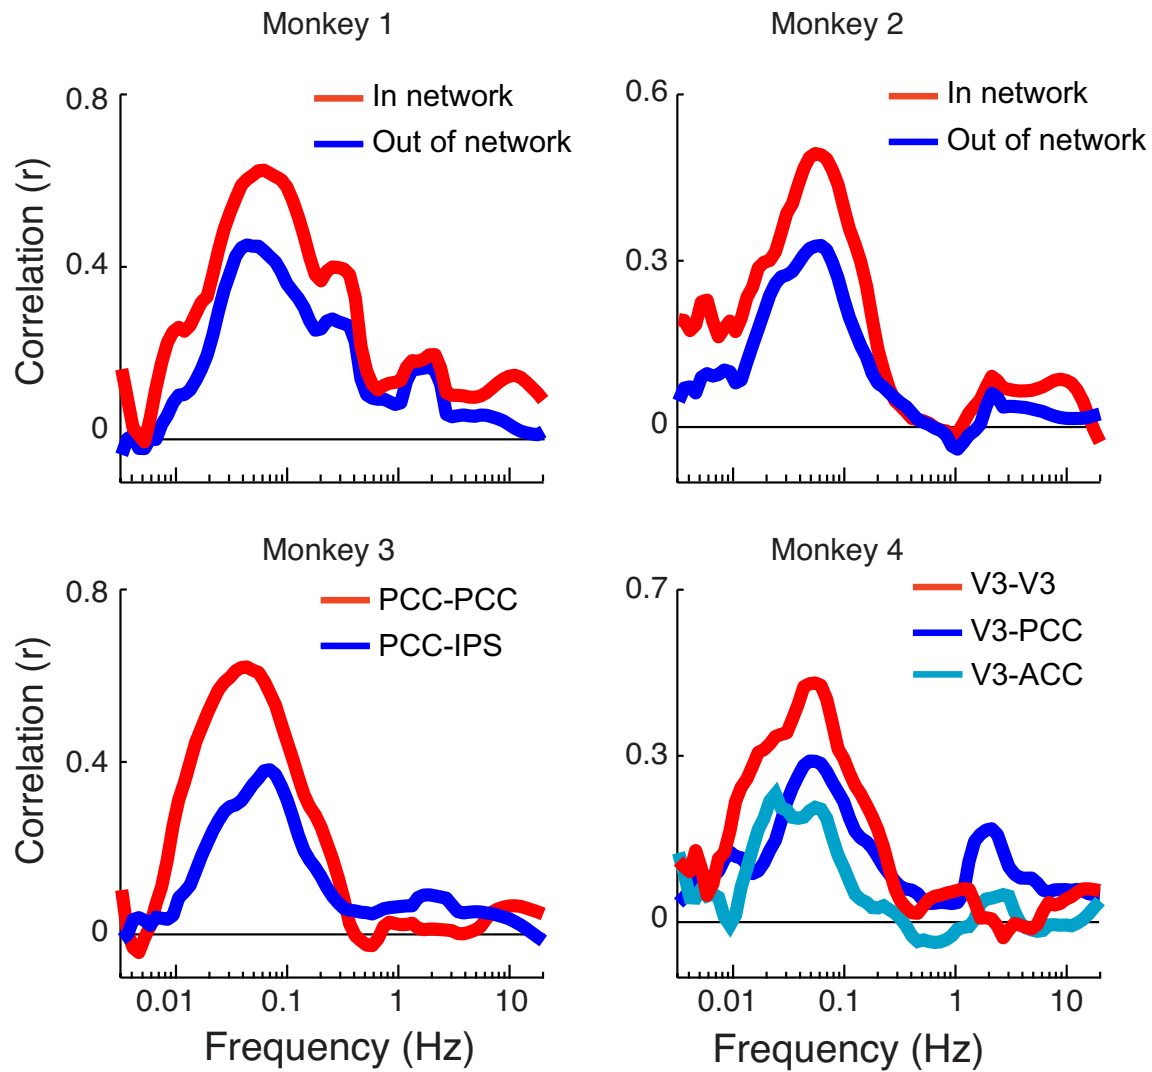 Monkey 1
Monkey 2
0.8
In network
Out of network
0.4
0
Correlation (r)
0.6
In network
Out of network
0.3
0
Monkey 3
Monkey 4
0.8
PCC-PCC
PCC-IPS
0.4
0
Correlation (r)
0.01 0.1 1 10
Frequency (Hz)
0.7
V3-V3
V3-PCC
V3-ACC
0.3
0
0.01 0.1 1 10
Frequency (Hz)